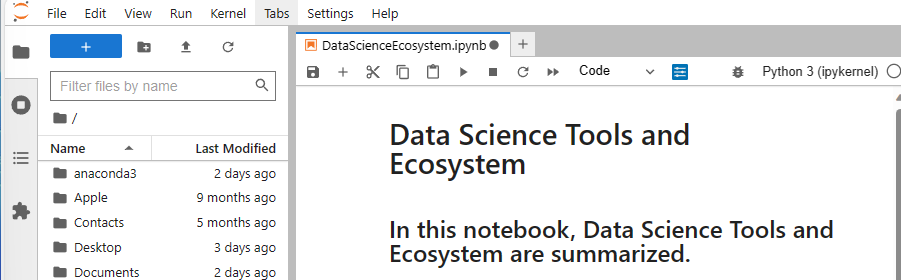 File Edit View Run Kernel Tabs Settings Help
+
Filter files by name
/
Name Last Modified
anaconda3 2 days ago
Apple 9 months ago
Contacts 5 months ago
Desktop 3 days ago
Documents 2 days ago
DataScienceEcosystem.ipynb
Code Python 3 (ipykernel)
Data Science Tools and
Ecosystem
In this notebook, Data Science Tools and
Ecosystem are summarized.